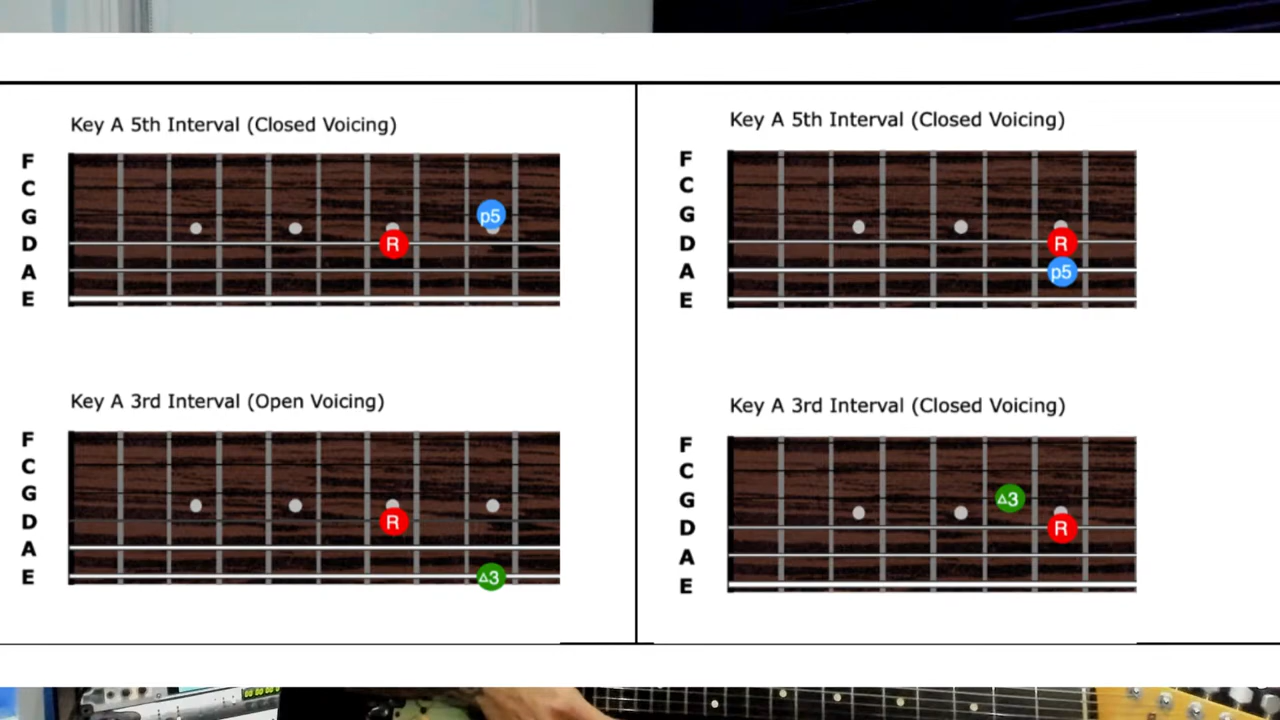 Key A 5th Interval (Closed Voicing)
F
C
G
p5
D
R
A
E
Key A 3rd Interval (Open Voicing)
F
C
G
D
R
A
E
Δ3
Key A 5th Interval (Closed Voicing)
F
C
G
D
R
A
p5
E
Key A 3rd Interval (Closed Voicing)
F
C
G
Δ3
D
R
A
E